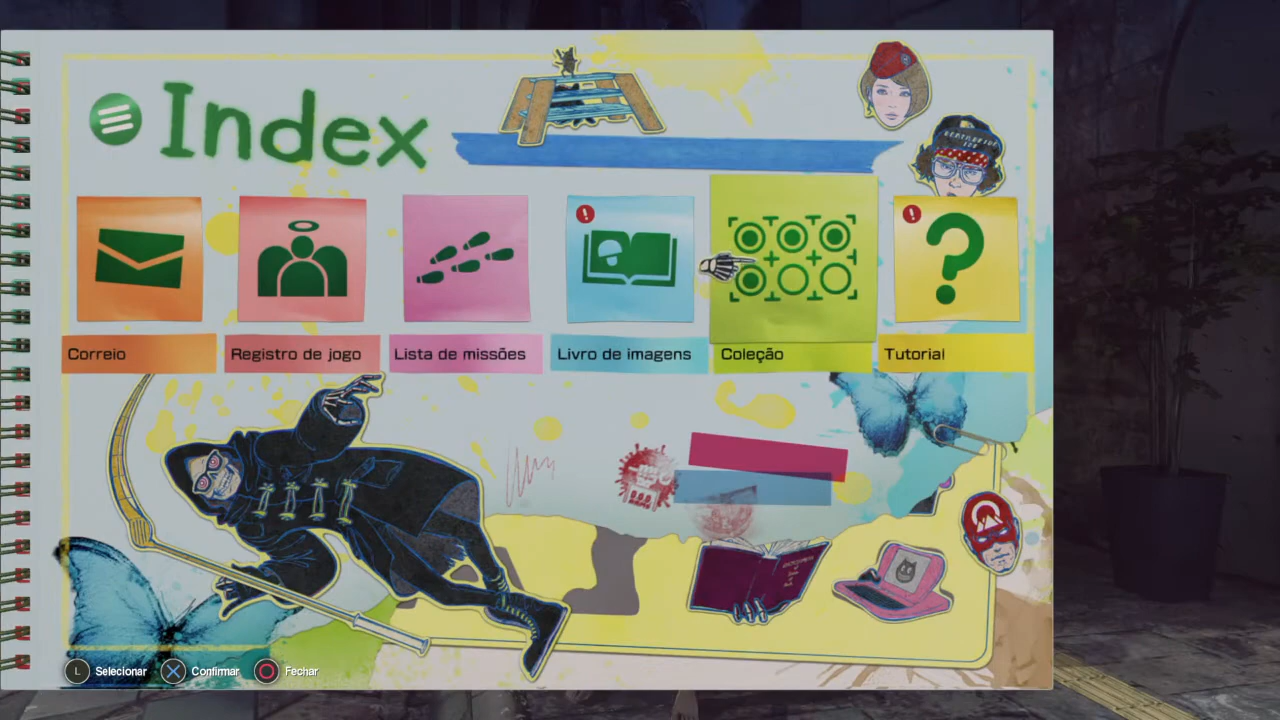 Index
Correio
Registro de jogo
Lista de missões
Livro de imagens
Coleção
Tutorial
L Selecionar
Confirmar
Fechar